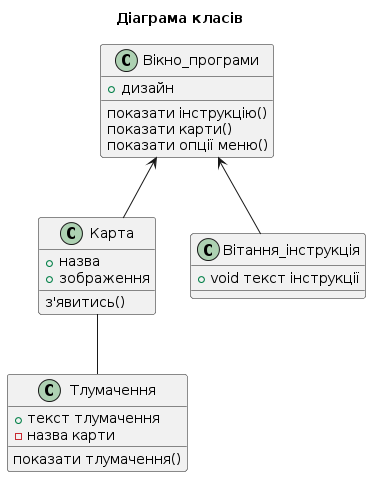 Діаграма класів
C Вікно_програми
дизайн
показати інструкцію()
показати карти()
показати опції меню()
C Карта
назва
зображення
з'явитись()
C Вітання_інструкція
void текст інструкції
C Тлумачення
текст тлумачення
назва карти
показати тлумачення()